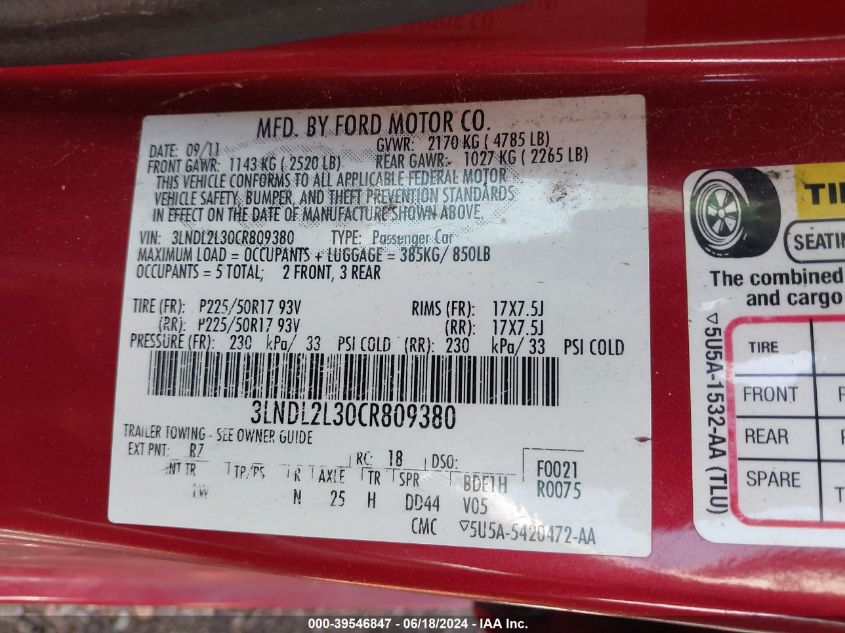 MFD. BY FORD MOTOR CO.
DATE: 09/11 GVWR: 2170 KG ( 4785 LB)
FRONT GAWR: 1143 KG ( 2520 LB) REAR GAWR: 1027 KG ( 2265 LB)
THIS VEHICLE CONFORMS TO ALL APPLICABLE FEDERAL MOTOR
VEHICLE SAFETY, BUMPER, AND THEFT PREVENTION STANDARDS
IN EFFECT ON THE DATE OF MANUFACTURE SHOWN ABOVE.
VIN: 3LNDL2L30CR809380 TYPE: Passenger Car
MAXIMUM LOAD = OCCUPANTS + LUGGAGE = 385KG/ 850LB
OCCUPANTS = 5 TOTAL; 2 FRONT, 3 REAR
TIRE (FR): P225/50R17 93V RIMS (FR): 17X7.5J
(RR): P225/50R17 93V (RR): 17X7.5J
PRESSURE (FR): 230 kPa/ 33 PSI COLD (RR): 230 kPa/ 33 PSI COLD
3LNDL2L30CR809380
TRAILER TOWING - SEE OWNER GUIDE
EXT PNT: R7 RC: 18 DSO: F0021
INT TR TP/PS R AXLE TR SPR BDE1H R0075
N 25 H DD44 V05
CMC ▽5U5A-5420472-AA
TI
SEATIN
The combined
and cargo
TIRE
FRONT
REAR
SPARE
▽5U5A-1532-AA (TLU)
000-39546847 - 06/18/2024 - IAA Inc.